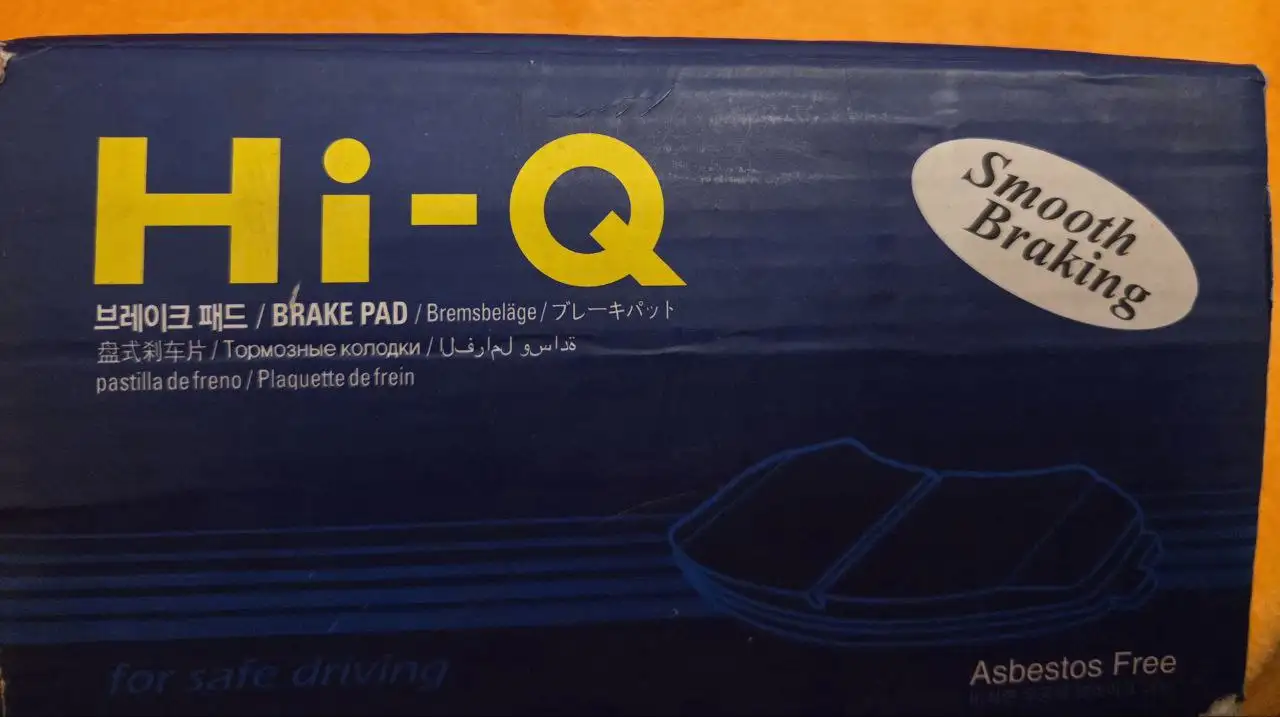 Hi-Q
Smooth
Braking
브레이크 패드 / BRAKE PAD / Bremsbeläge / ブレーキパット
盘式刹车片 / Тормозные колодки / الفرامل وسادة
pastilla de freno / Plaquette de frein
for safe driving
Asbestos Free